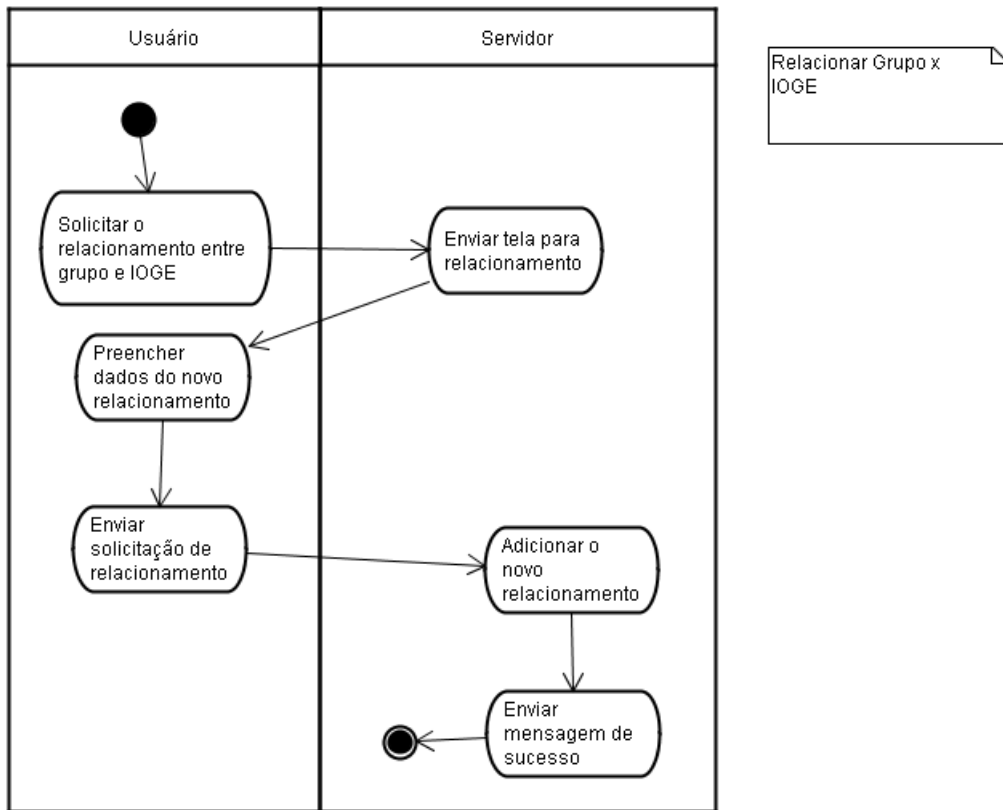 Usuário
Servidor
Relacionar Grupo x
IOGE
Solicitar o
relacionamento entre
grupo e IOGE
Enviar tela para
relacionamento
Preencher
dados do novo
relacionamento
Enviar
solicitação de
relacionamento
Adicionar o
novo
relacionamento
Enviar
mensagem de
sucesso